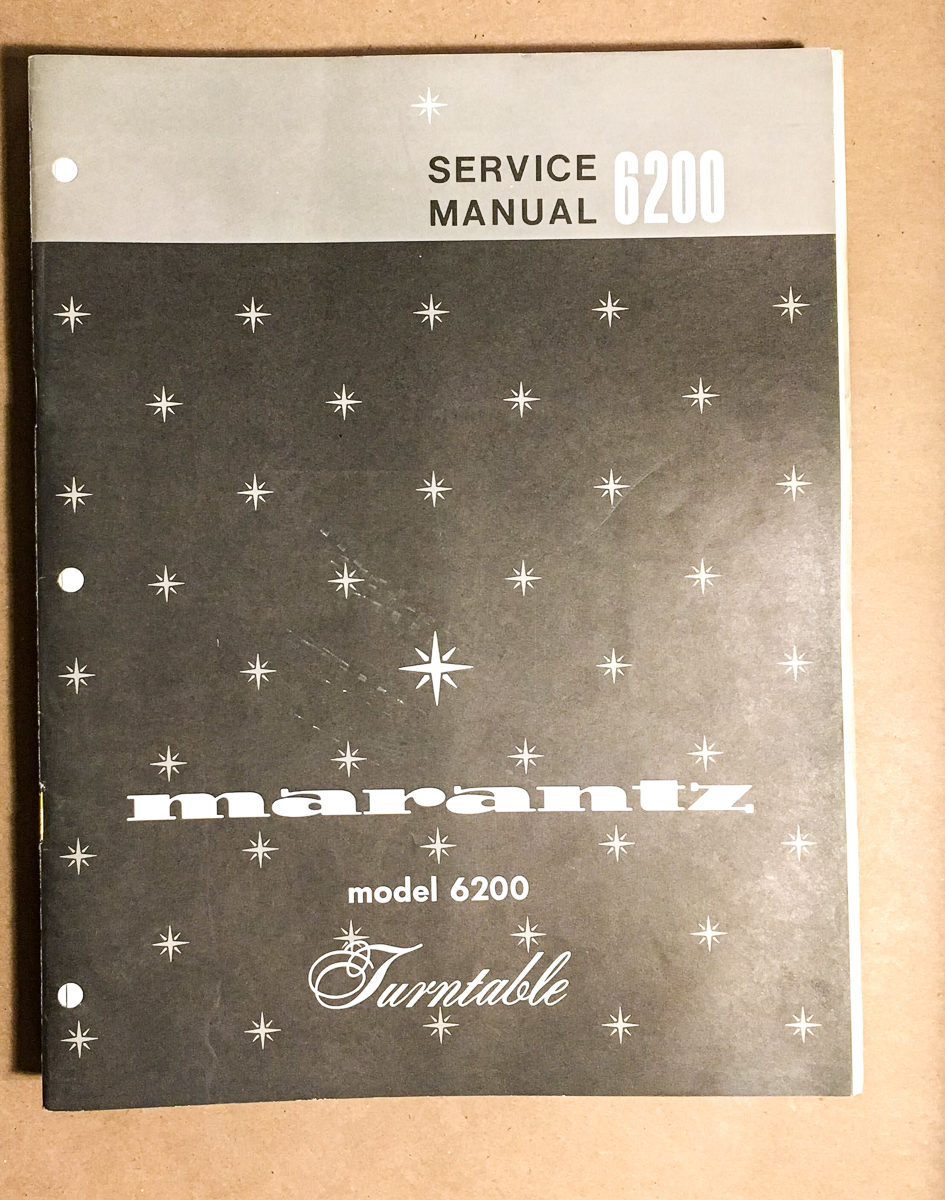 SERVICE 6200
MANUAL
marantz
model 6200
Turntable